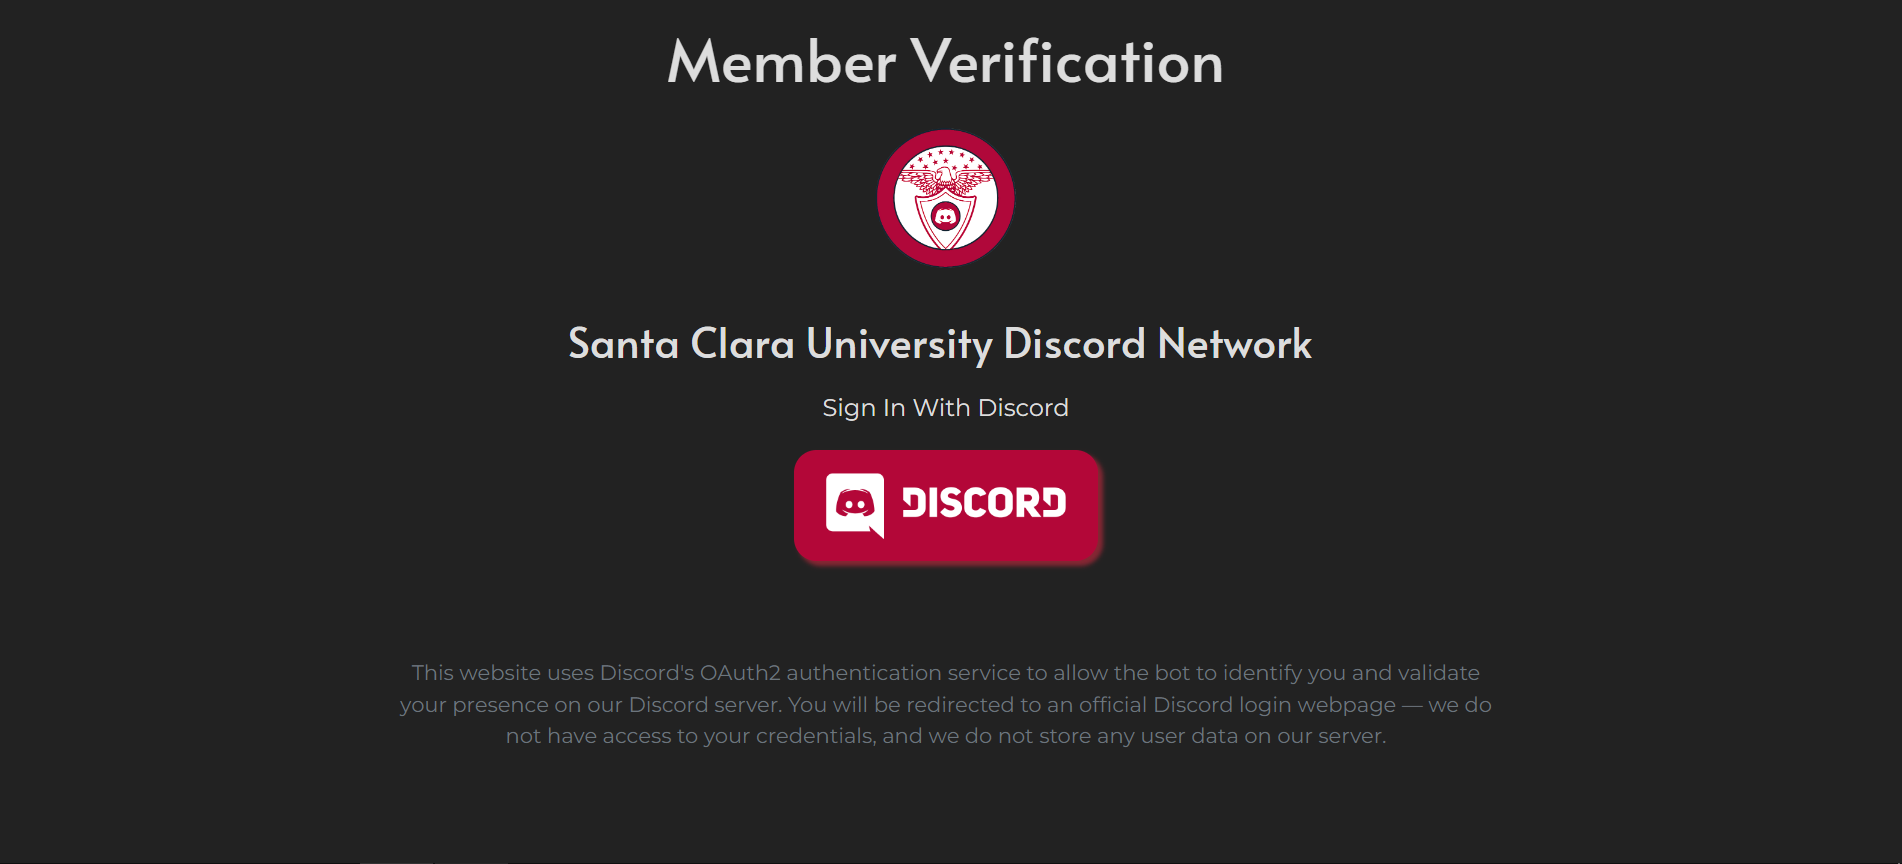 Member Verification
Santa Clara University Discord Network
Sign In With Discord
DISCORD
This website uses Discord's OAuth2 authentication service to allow the bot to identify you and validate
your presence on our Discord server. You will be redirected to an official Discord login webpage — we do
not have access to your credentials, and we do not store any user data on our server.